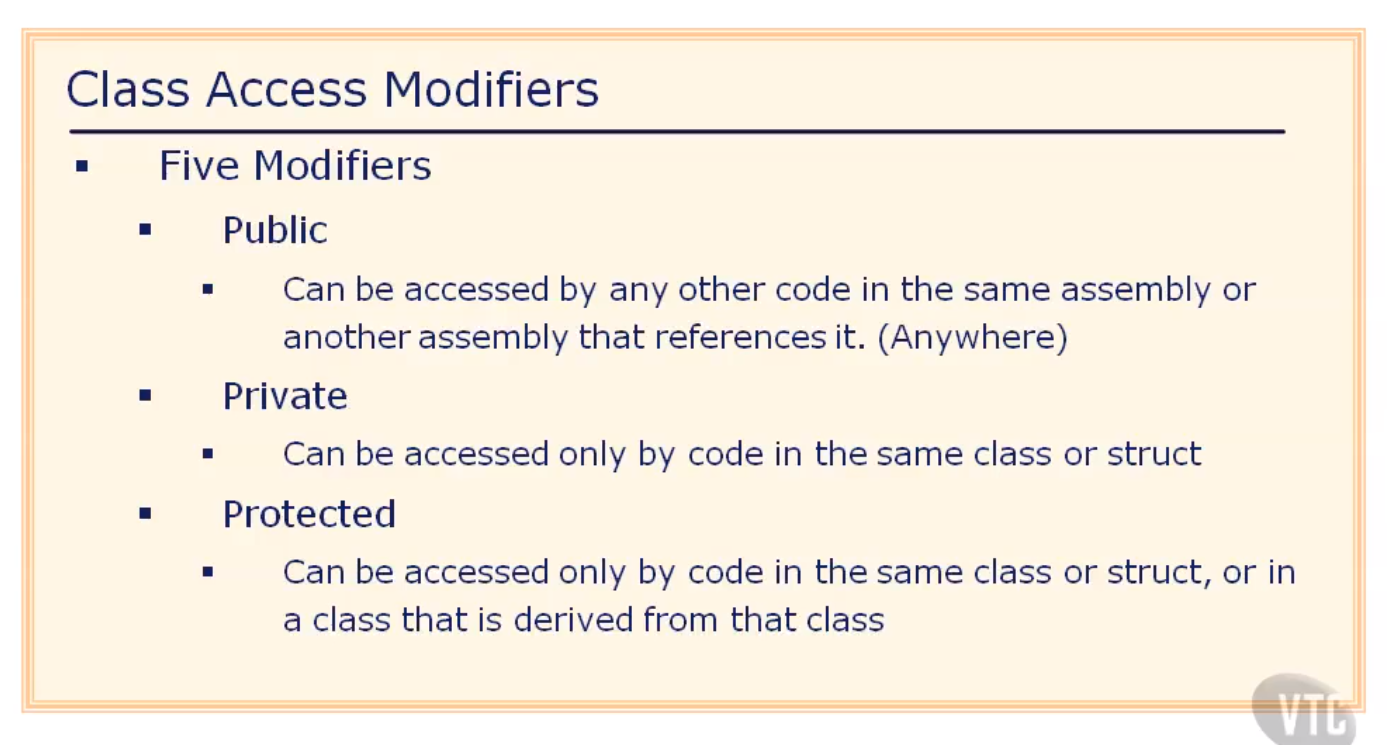 Class Access Modifiers
Five Modifiers
Public
Can be accessed by any other code in the same assembly or
another assembly that references it. (Anywhere)
Private
Can be accessed only by code in the same class or struct
Protected
Can be accessed only by code in the same class or struct, or in
a class that is derived from that class
VTC